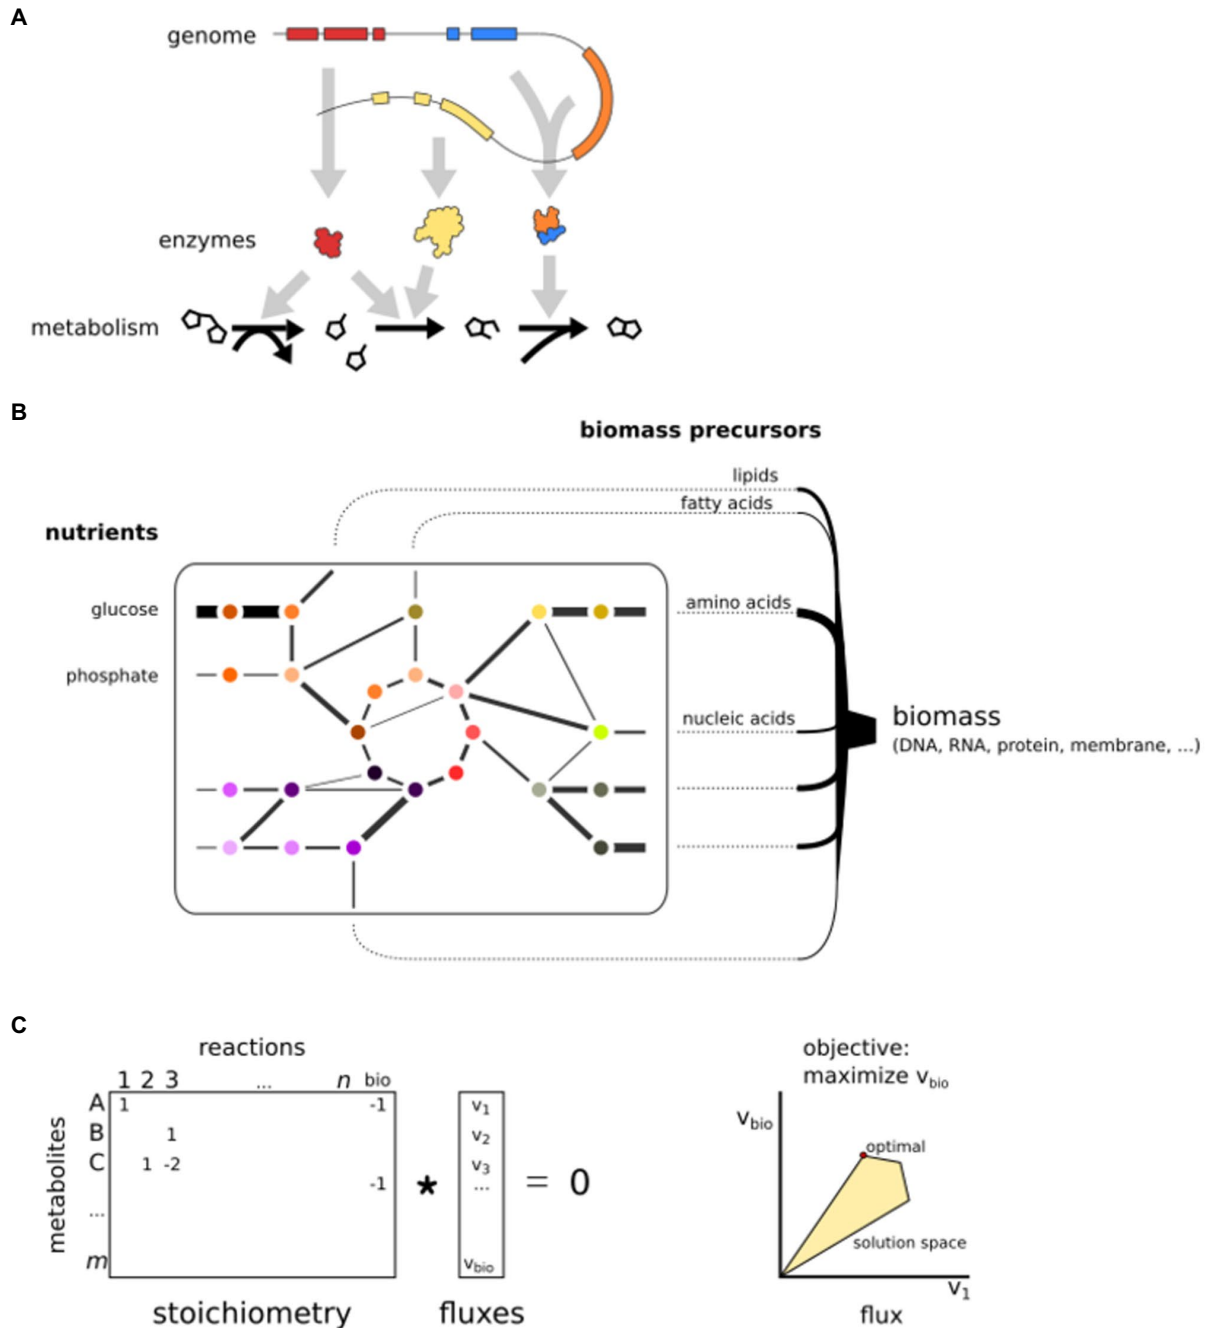 A
genome
enzymes
metabolism
B
biomass precursors
lipids
fatty acids
nutrients
glucose
amino acids
phosphate
nucleic acids
biomass
(DNA, RNA, protein, membrane, ...)
C
reactions
1 2 3 ... n bio
metabolites
A 1 -1
B 1
C 1 -2
-1
...
m
v1
v2
v3
...
vbio
* = 0
stoichiometry
fluxes
objective:
maximize vbio
vbio
optimal
solution space
v1
flux